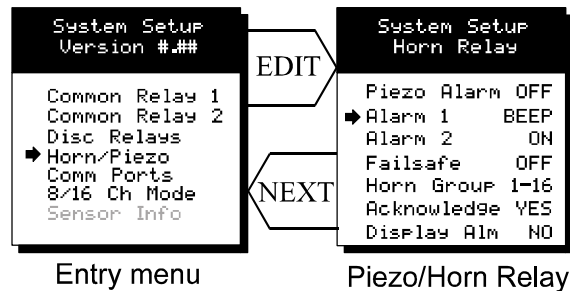 System Setup
Version #.##
Common Relay 1
Common Relay 2
Disc Relays
Horn/Piezo
Comm Ports
8/16 Ch Mode
Sensor Info
Entry menu
EDIT
NEXT
System Setup
Horn Relay
Piezo Alarm OFF
Alarm 1 BEEP
Alarm 2 ON
Failsafe OFF
Horn Group 1-16
Acknowledge YES
Display Alm NO
Piezo/Horn Relay